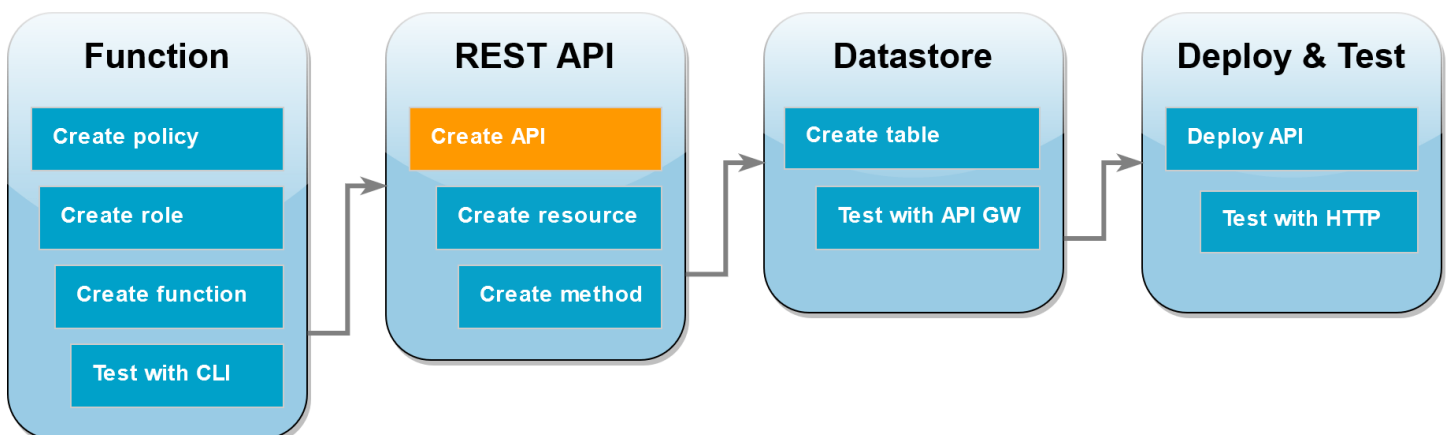 Function
Create policy
Create role
Create function
Test with CLI
REST API
Create API
Create resource
Create method
Datastore
Create table
Test with API GW
Deploy & Test
Deploy API
Test with HTTP